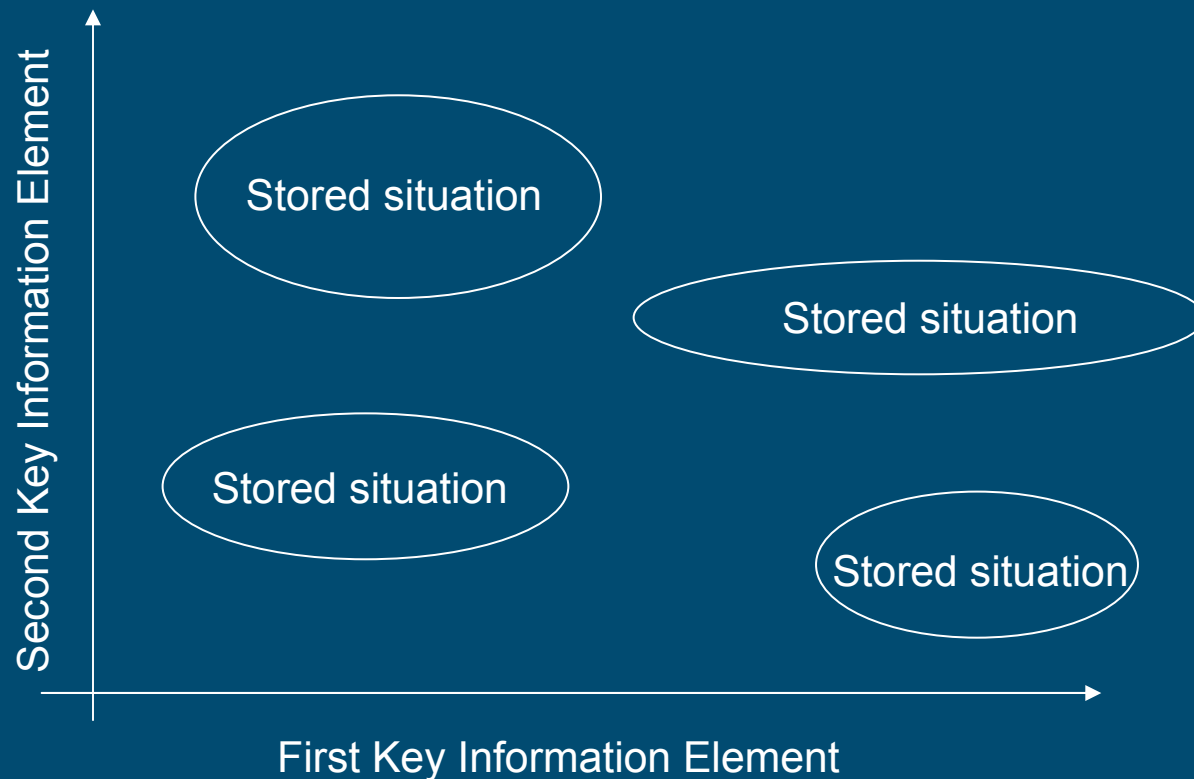 Second Key Information Element
Stored situation
Stored situation
Stored situation
Stored situation
First Key Information Element